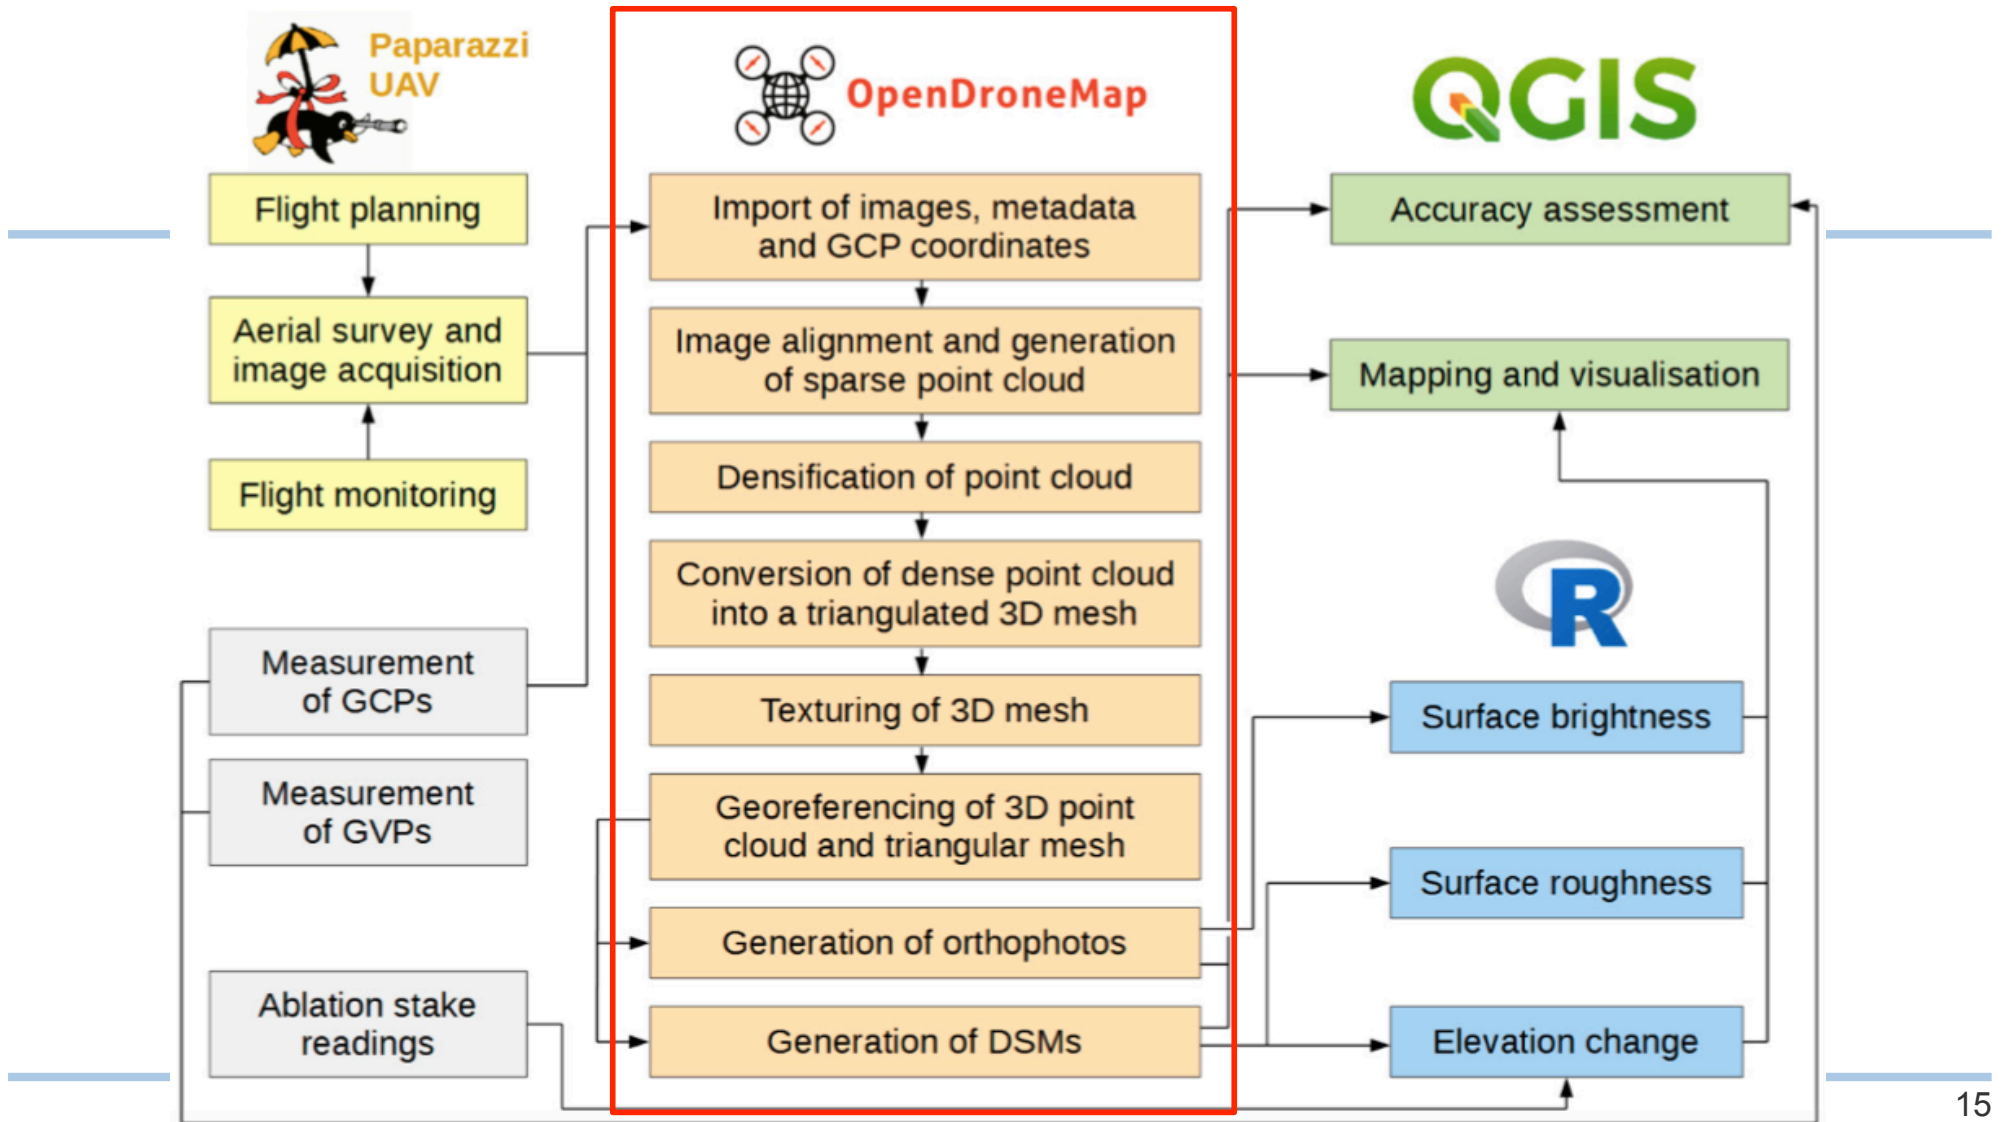 Paparazzi
UAV
Flight planning
Aerial survey and
image acquisition
Flight monitoring
Measurement
of GCPs
Measurement
of GVPs
Ablation stake
readings
OpenDroneMap
Import of images, metadata
and GCP coordinates
Image alignment and generation
of sparse point cloud
Densification of point cloud
Conversion of dense point cloud
into a triangulated 3D mesh
Texturing of 3D mesh
Georeferencing of 3D point
cloud and triangular mesh
Generation of orthophotos
Generation of DSMs
QGIS
Accuracy assessment
Mapping and visualisation
R
Surface brightness
Surface roughness
Elevation change
15